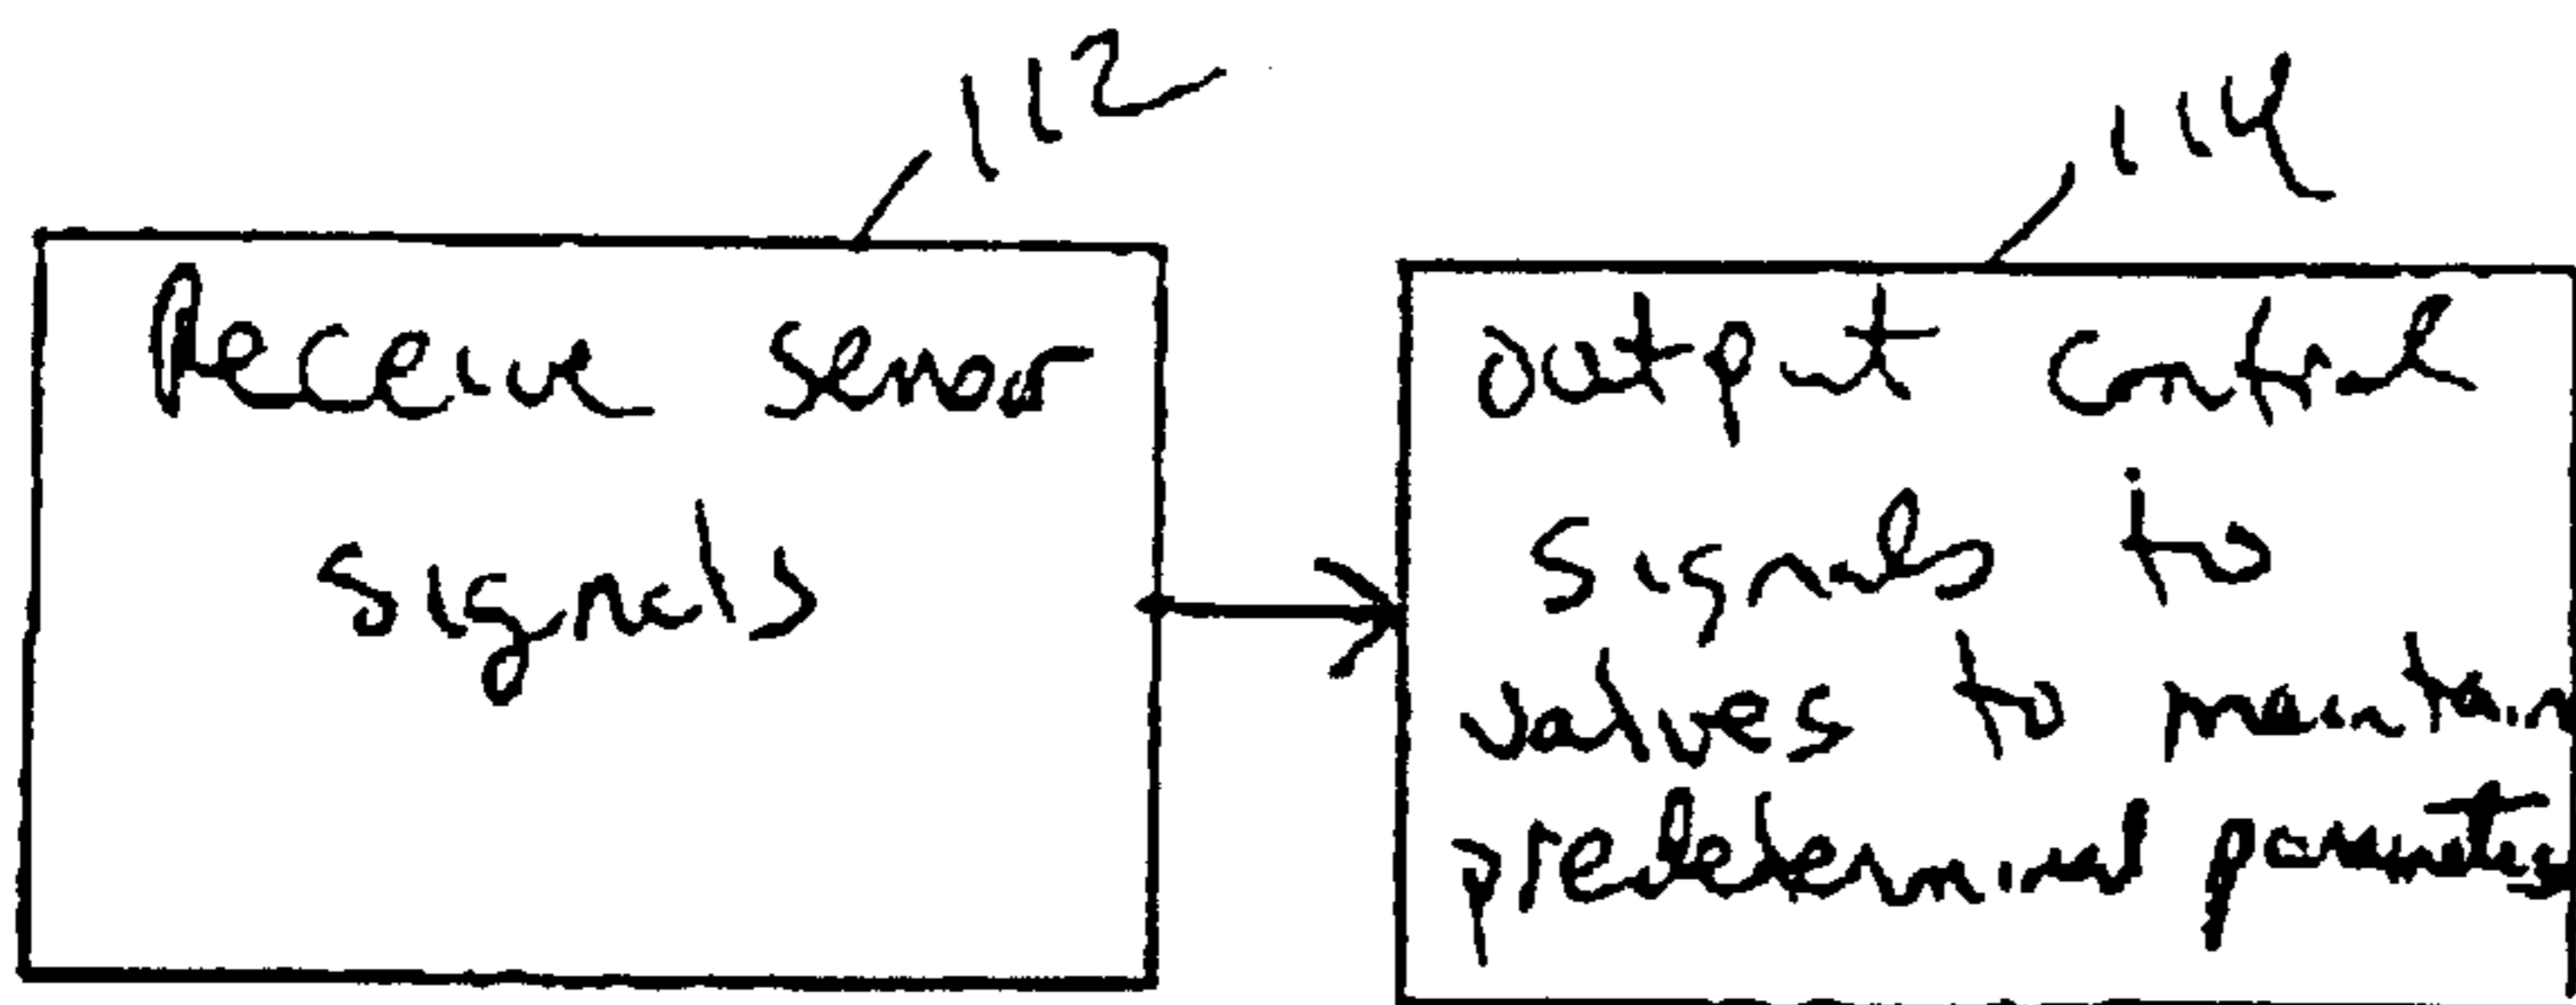 112
Receive sensor
signals
114
output control
signals to
valves to maintain
predetermined parameters